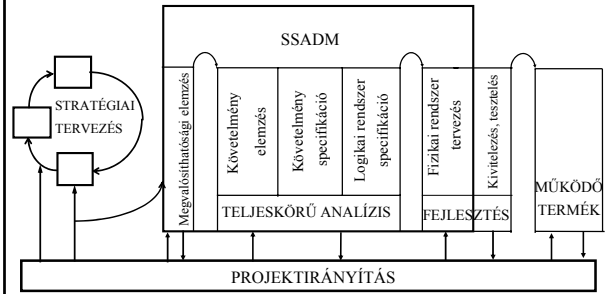 SSADM
STRATÉGIAI
TERVEZÉS
Megvalósíthatósági elemzés
Követelmény
elemzés
Követelmény
specifikáció
Logikai rendszer
specifikáció
Fizikai rendszer
tervezés
Kivitelezés, tesztelés
TELJESKÖRŰ ANALÍZIS
FEJLESZTÉS
MŰKÖDŐ
TERMÉK
PROJEKTIRÁNYÍTÁS